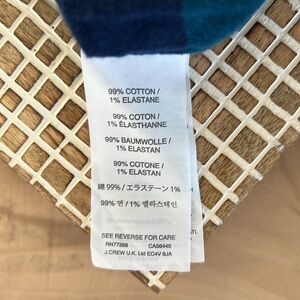 99% COTTON /
1% ELASTANE
99% COTON /
1% ÉLASTHANNE
99% BAUMWOLLE /
1% ELASTAN
99% COTONE /
1% ELASTAN
綿 99% / エラステーン 1%
99% 면 / 1% 엘라스테인
SEE REVERSE FOR CARE
RN77388 CA56445
J.CREW U.K. Ltd EC4V 6JA